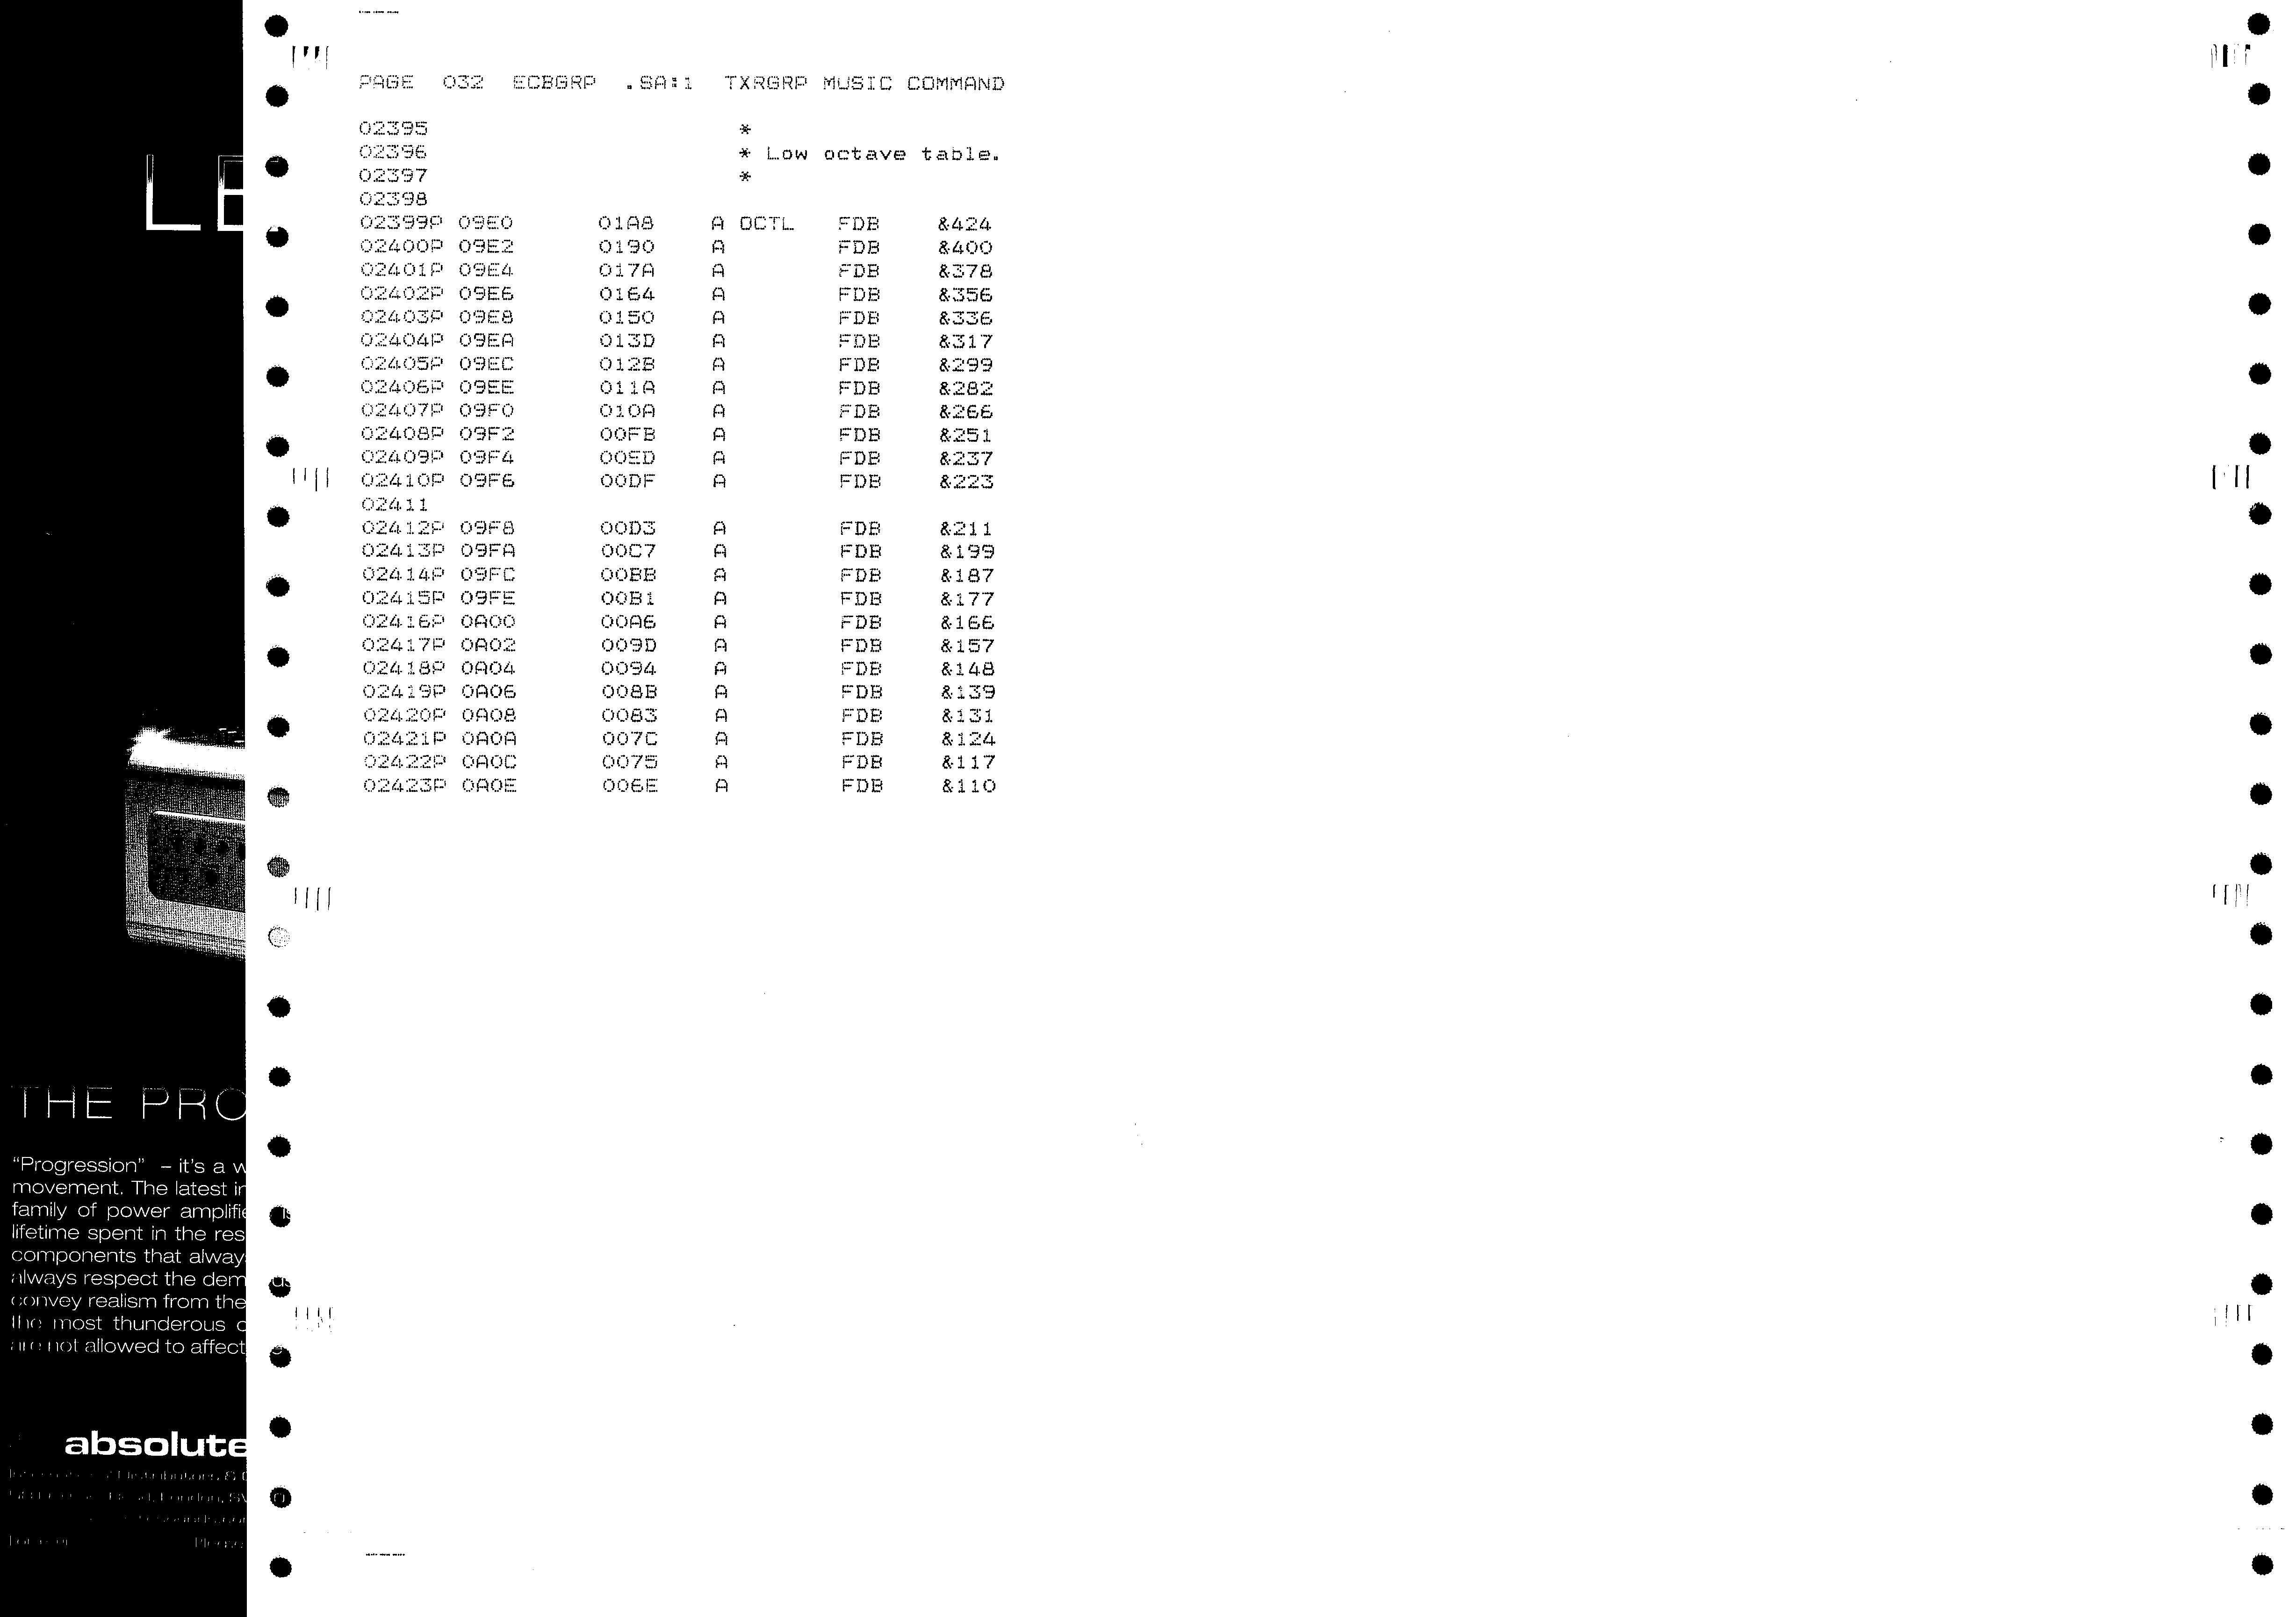 PAGE  032  ECBGRP  .SA:1  TXRGRP MUSIC COMMAND
02395 *
02396 * Low octave table.
02397 *
02398
02399P 09E0 01A8 A OCTL FDB &424
02400P 09E2 0190 A FDB &400
02401P 09E4 017A A FDB &378
02402P 09E6 0164 A FDB &356
02403P 09E8 0150 A FDB &336
02404P 09EA 013D A FDB &317
02405P 09EC 012B A FDB &299
02406P 09EE 011A A FDB &282
02407P 09F0 010A A FDB &266
02408P 09F2 00FB A FDB &251
02409P 09F4 00ED A FDB &237
02410P 09F6 00DF A FDB &223
02411
02412P 09F8 00D3 A FDB &211
02413P 09FA 00C7 A FDB &199
02414P 09FC 00BB A FDB &187
02415P 09FE 00B1 A FDB &177
02416P 0A00 00A6 A FDB &166
02417P 0A02 009D A FDB &157
02418P 0A04 0094 A FDB &148
02419P 0A06 008B A FDB &139
02420P 0A08 0083 A FDB &131
02421P 0A0A 007C A FDB &124
02422P 0A0C 0075 A FDB &117
02423P 0A0E 006E A FDB &110
LE
THE PRO
“Progression” – it's a w
movement. The latest in
family of power amplifie
lifetime spent in the res
components that alway
always respect the dem
convey realism from the
the most thunderous c
are not allowed to affect
absolute
London, SW
Please